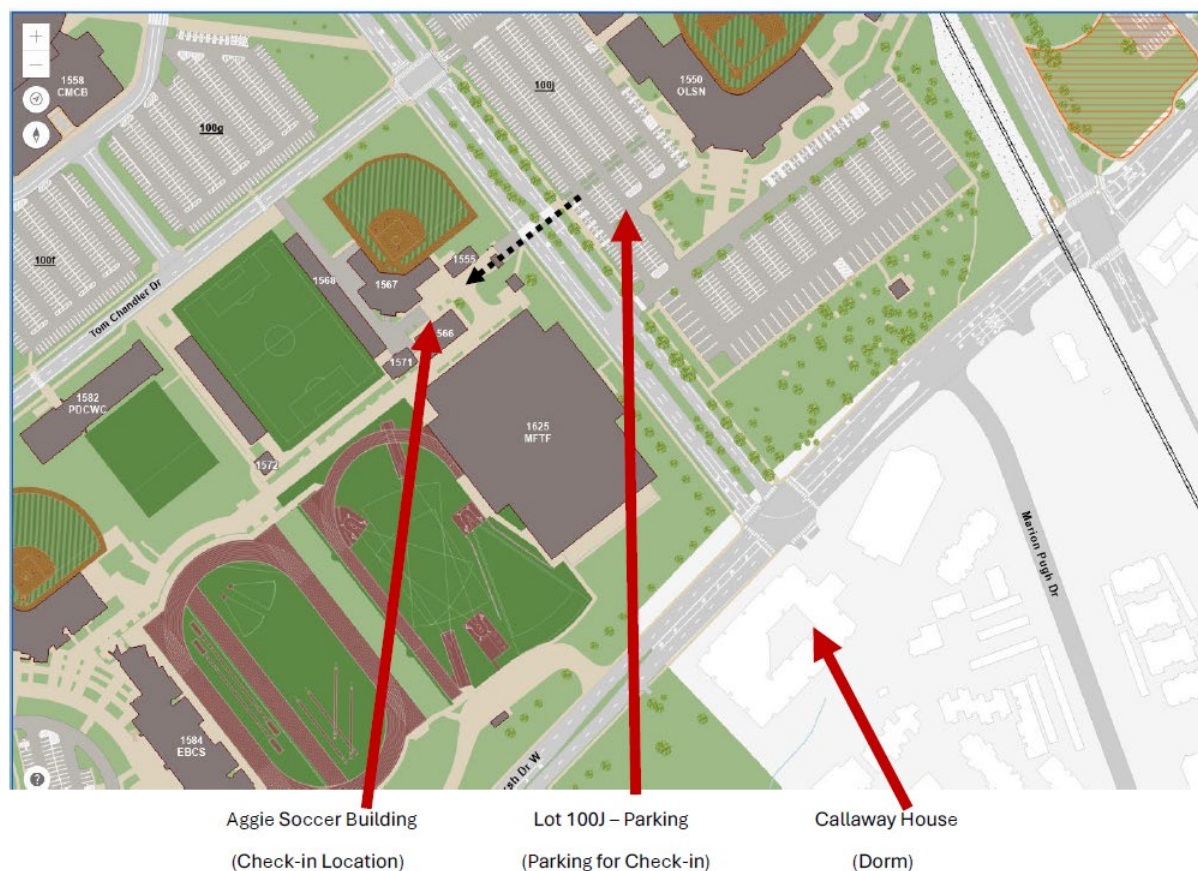 +
−
1558
CMCB
100g
100j
1550
OLSN
100f
Tom Chandler Dr
1568
1567
1555
566
1571
1582
PDCWC
1572
1625
MFTF
Marion Pugh Dr
1584
EBCS
sh Dr W
?
Aggie Soccer Building
(Check-in Location)
Lot 100J – Parking
(Parking for Check-in)
Callaway House
(Dorm)